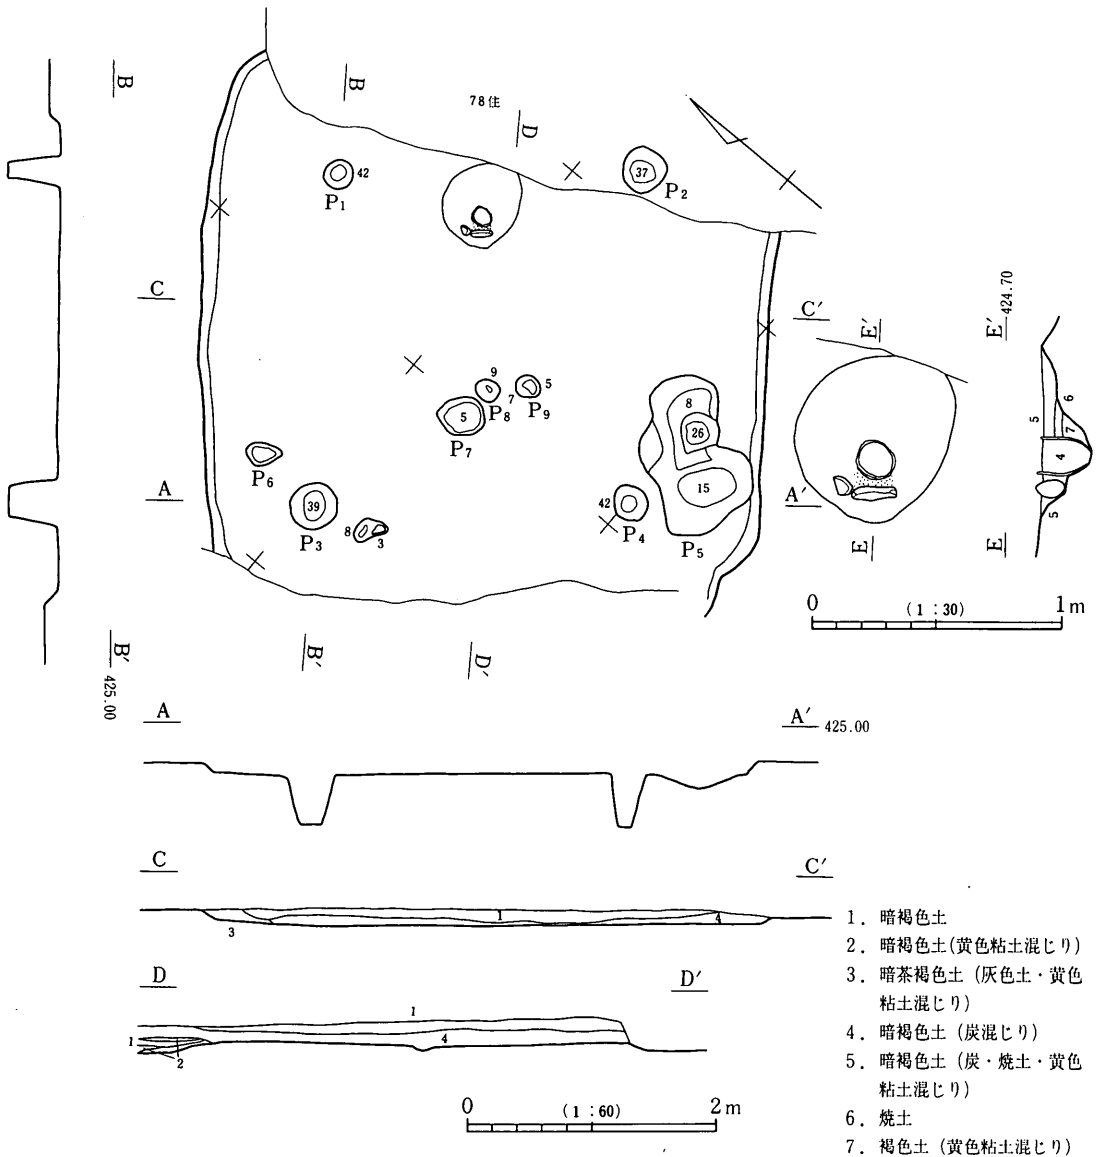 B
B
78住
D
42
P1
37
P2
C
C′
E′
E′
424.70
9
7
5
P8
P9
5
P7
8
26
15
P6
A
39
P3
8
3
42
P4
P5
A′
E
E
6
5
7
4
5
0 (1:30) 1m
B′
425.00
B′
D′
A
A′ 425.00
C
C′
1
3
4
D
D′
1
4
1
2
0 (1:60) 2m
1. 暗褐色土
2. 暗褐色土(黄色粘土混じり)
3. 暗茶褐色土(灰色土・黄色
粘土混じり)
4. 暗褐色土(炭混じり)
5. 暗褐色土(炭・焼土・黄色
粘土混じり)
6. 焼土
7. 褐色土(黄色粘土混じり)